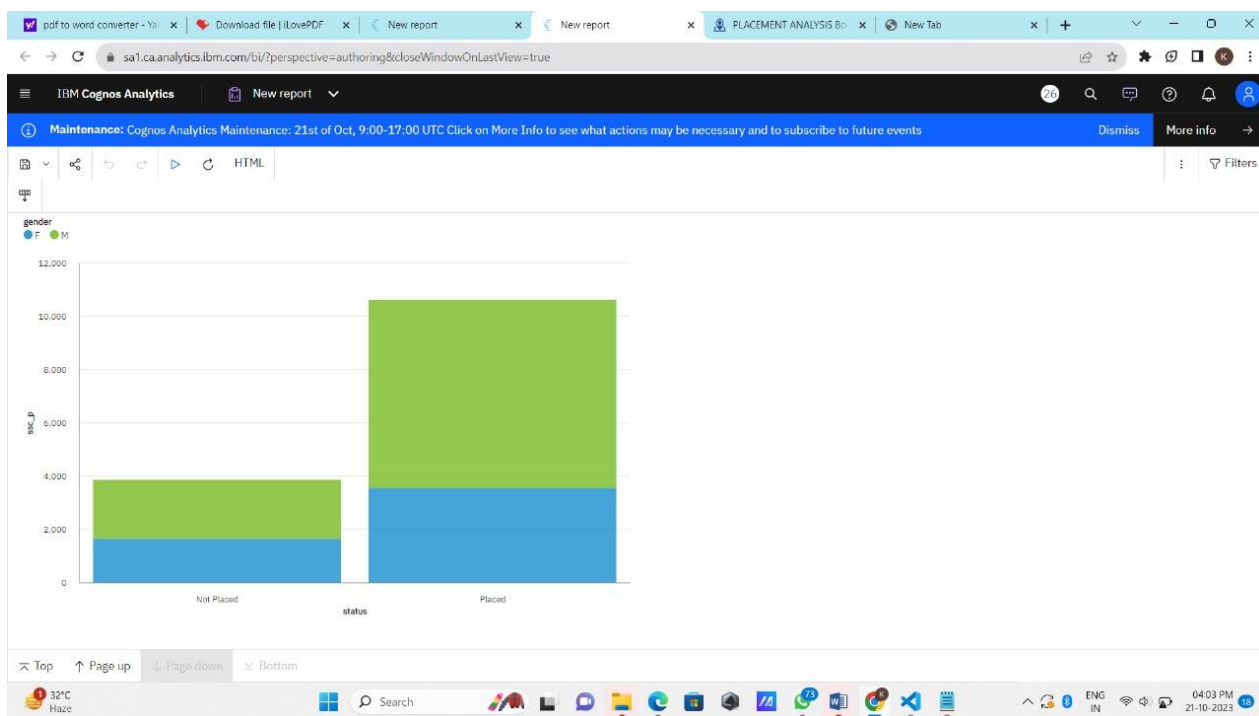 pdf to word converter - Ya
Download file | iLovePDF
New report
New report
PLACEMENT ANALYSIS Bo
New Tab
sa1.ca.analytics.ibm.com/bi/?perspective=authoring&closeWindowOnLastView=true
K
IBM Cognos Analytics
New report
26
Maintenance: Cognos Analytics Maintenance: 21st of Oct, 9:00-17:00 UTC Click on More Info to see what actions may be necessary and to subscribe to future events
Dismiss
More info
HTML
Filters
gender
F M
12,000
10,000
8,000
6,000
4,000
2,000
0
ssc_p
Not Placed
Placed
status
Top
Page up
Page down
Bottom
1
32°C
Haze
Search
73
ENG
IN
04:03 PM
21-10-2023
18